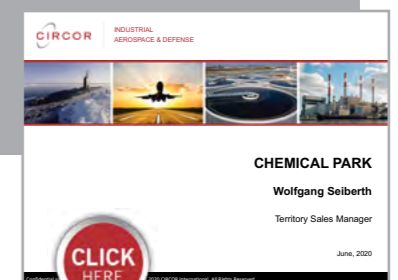 CIRCOR
INDUSTRIAL
AEROSPACE & DEFENSE
CHEMICAL PARK
Wolfgang Seiberth
Territory Sales Manager
June, 2020
CLICK
HERE
Confidential
2020 CIRCOR International. All Rights Reserved